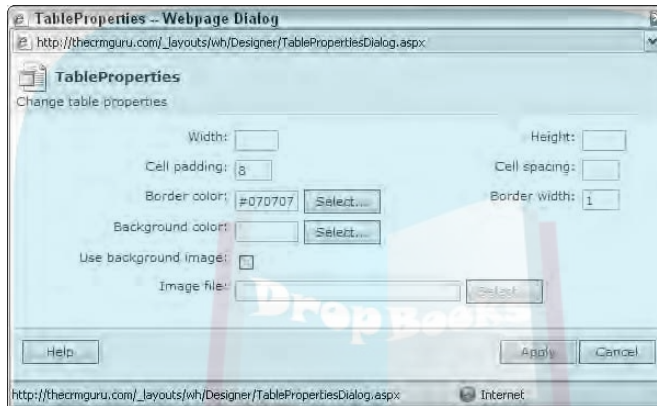 TableProperties -- Webpage Dialog
http://thecrmguru.com/_layouts/wh/Designer/TablePropertiesDialog.aspx
TableProperties
Change table properties
Width: Height:
Cell padding: 8 Cell spacing:
Border color: #070707 Select... Border width: 1
Background color: Select...
Use background image:
Image file: Select...
Drop Books
Help Apply Cancel
http://thecrmguru.com/_layouts/wh/Designer/TablePropertiesDialog.aspx Internet